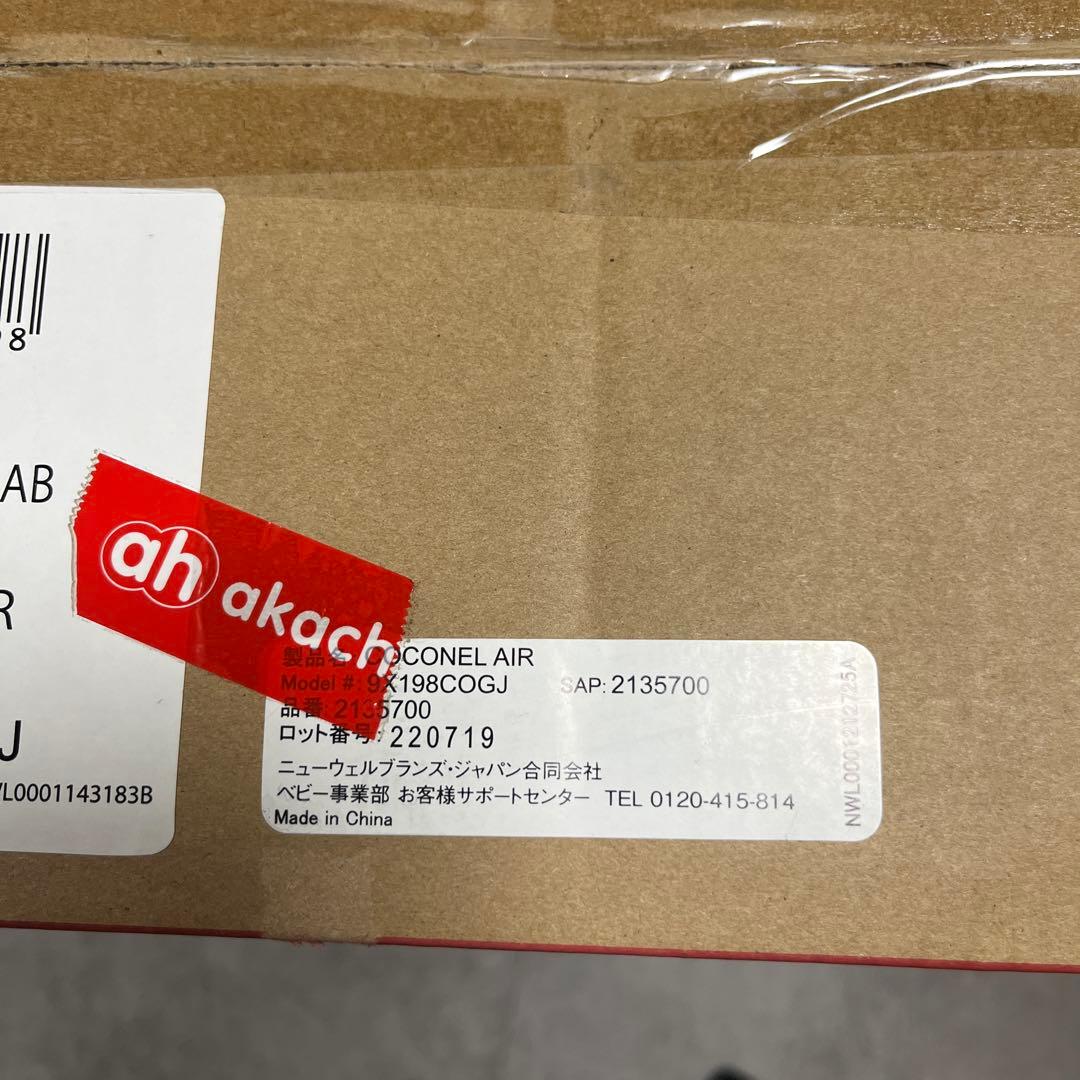 98
AB
R
J
VL0001143183B
ah akach
製品名: COCONEL AIR
Model #: 9X198COGJ SAP: 2135700
品番: 2135700
ロット番号: 220719
ニューウェルブランズ・ジャパン合同会社
ベビー事業部 お客様サポートセンター TEL 0120-415-814
Made in China
NWL0001212725A